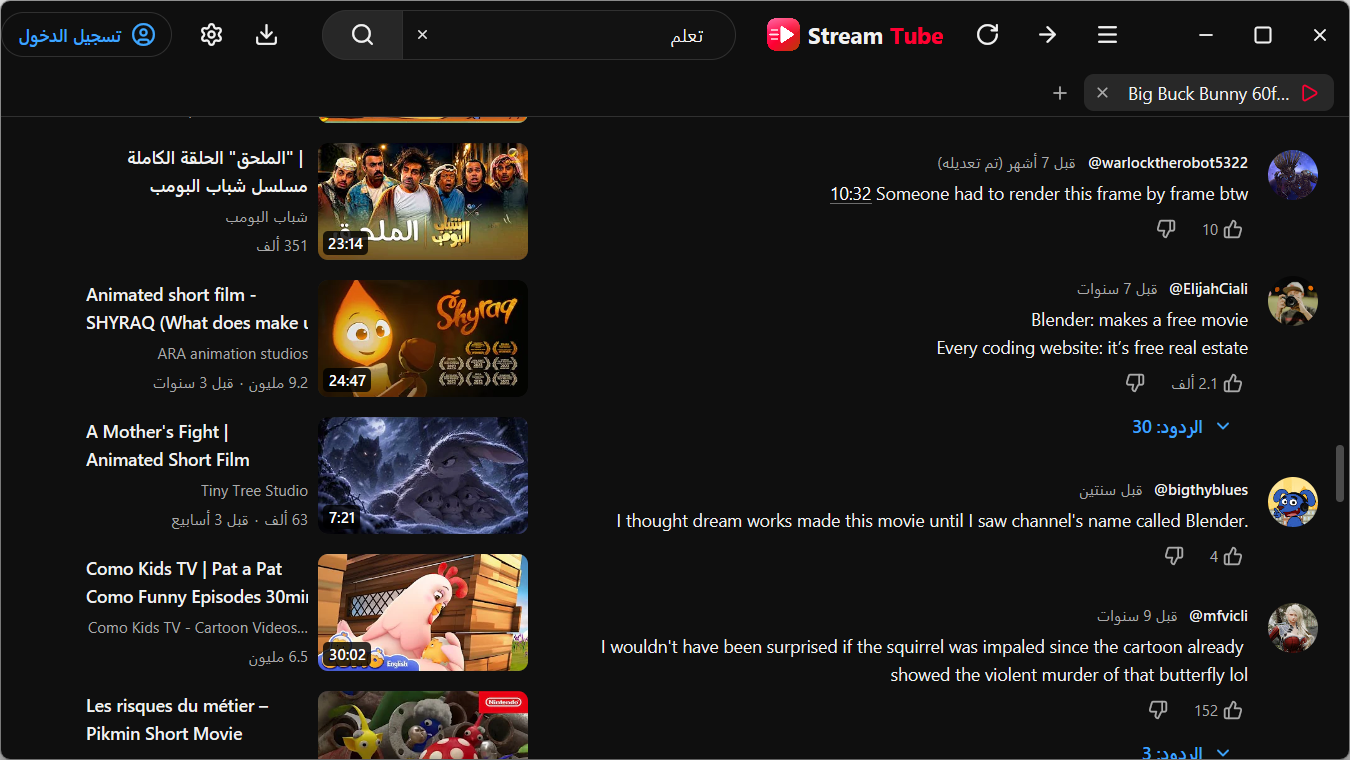 تسجيل الدخول
تعلم
Stream Tube
Big Buck Bunny 60f...
@warlocktherobot5322 قبل 7 أشهر (تم تعديله)
10:32 Someone had to render this frame by frame btw
10
@ElijahCiali قبل 7 سنوات
Blender: makes a free movie
Every coding website: it’s free real estate
2.1 ألف
الردود: 30
@bigthyblues قبل سنتين
I thought dream works made this movie until I saw channel's name called Blender.
4
@mfvicli قبل 9 سنوات
I wouldn't have been surprised if the squirrel was impaled since the cartoon already
showed the violent murder of that butterfly lol
152
الردود: 3
شباب البومب
الملحق
23:14
| "الملحق" الحلقة الكاملة
مسلسل شباب البومب
شباب البومب
351 ألف
Shyraq
24:47
Animated short film -
SHYRAQ (What does make u
ARA animation studios
9.2 مليون · قبل 3 سنوات
7:21
A Mother's Fight |
Animated Short Film
Tiny Tree Studio
63 ألف · قبل 3 أسابيع
30:02
English
Como Kids TV | Pat a Pat
Como Funny Episodes 30min
Como Kids TV - Cartoon Videos...
6.5 مليون
Nintendo
Les risques du métier –
Pikmin Short Movie